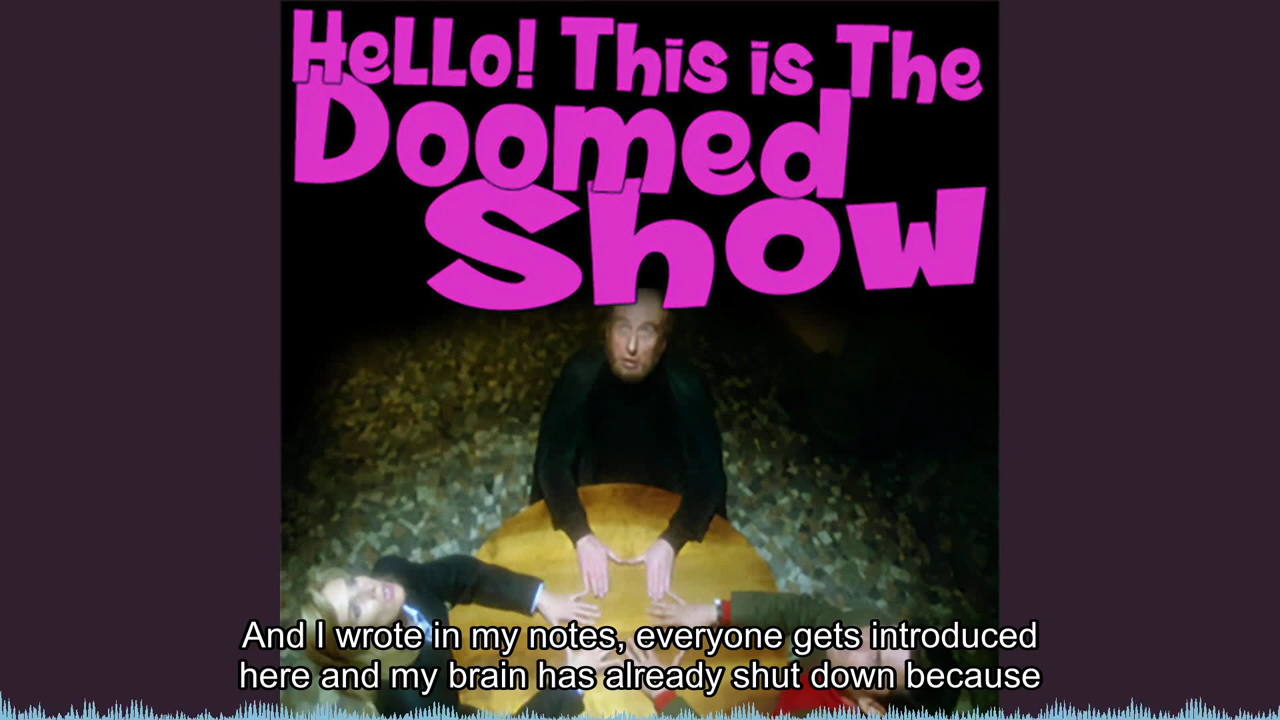 Hello! This is The
Doomed
Show
And I wrote in my notes, everyone gets introduced
here and my brain has already shut down because